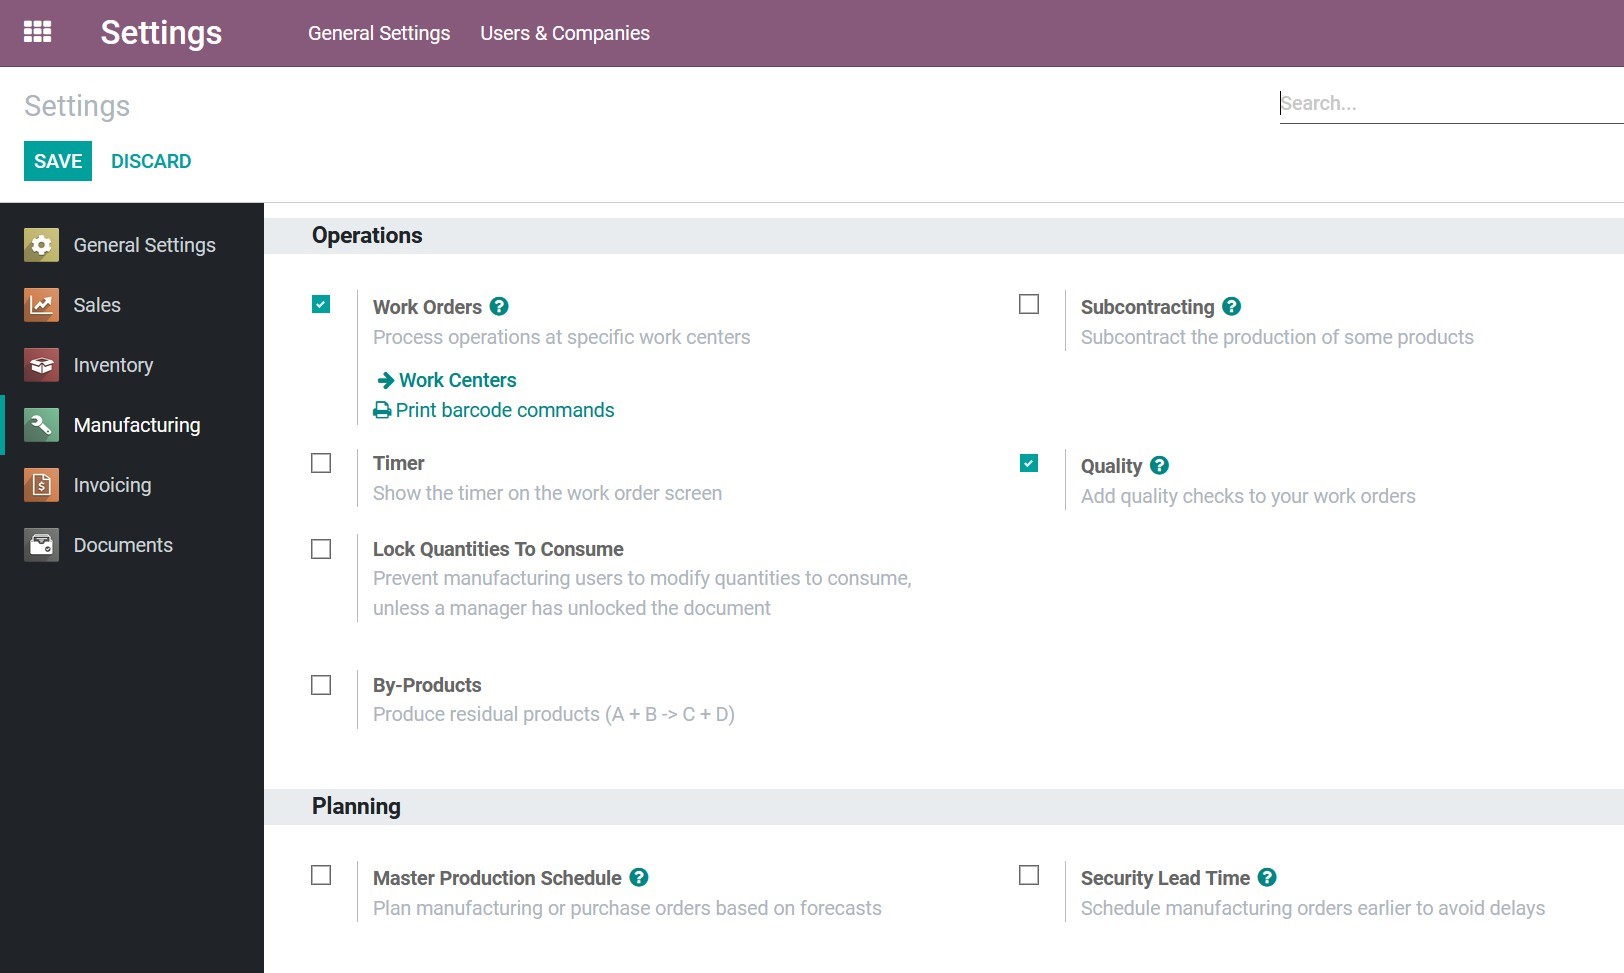 Settings
General Settings
Users & Companies
Settings
Search...
SAVE
DISCARD
General Settings
Sales
Inventory
Manufacturing
Invoicing
Documents
Operations
Work Orders
Process operations at specific work centers
Work Centers
Print barcode commands
Subcontracting
Subcontract the production of some products
Timer
Show the timer on the work order screen
Quality
Add quality checks to your work orders
Lock Quantities To Consume
Prevent manufacturing users to modify quantities to consume,
unless a manager has unlocked the document
By-Products
Produce residual products (A + B -> C + D)
Planning
Master Production Schedule
Plan manufacturing or purchase orders based on forecasts
Security Lead Time
Schedule manufacturing orders earlier to avoid delays